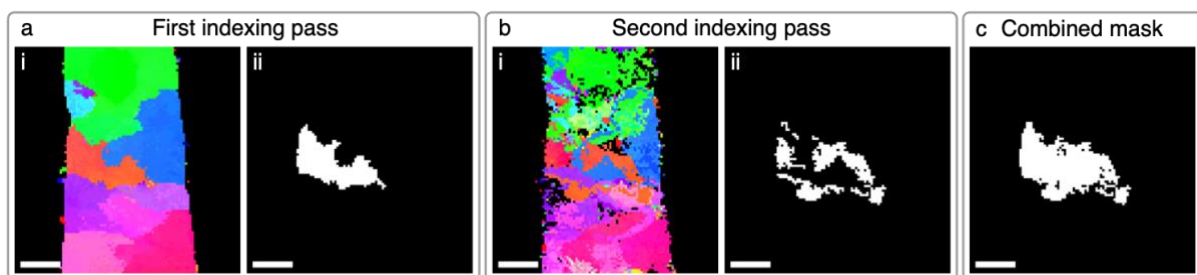 a First indexing pass
i
ii
b Second indexing pass
i
ii
c Combined mask